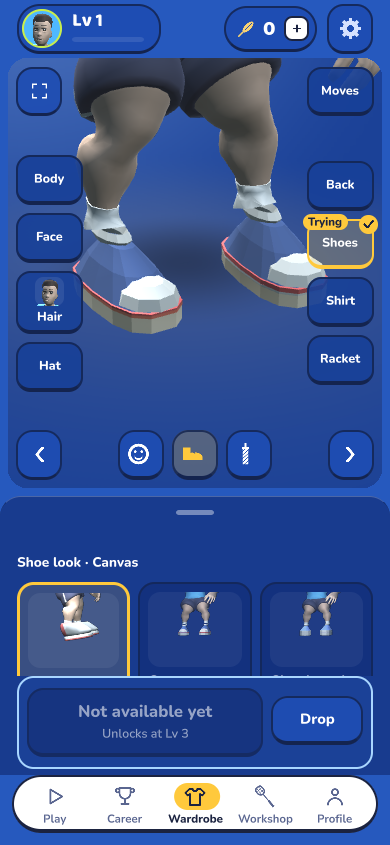 Lv 1
0
+
Moves
Body
Back
Face
Trying
Shoes
Hair
Shirt
Hat
Racket
Shoe look · Canvas
Not available yet
Unlocks at Lv 3
Drop
Play
Career
Wardrobe
Workshop
Profile